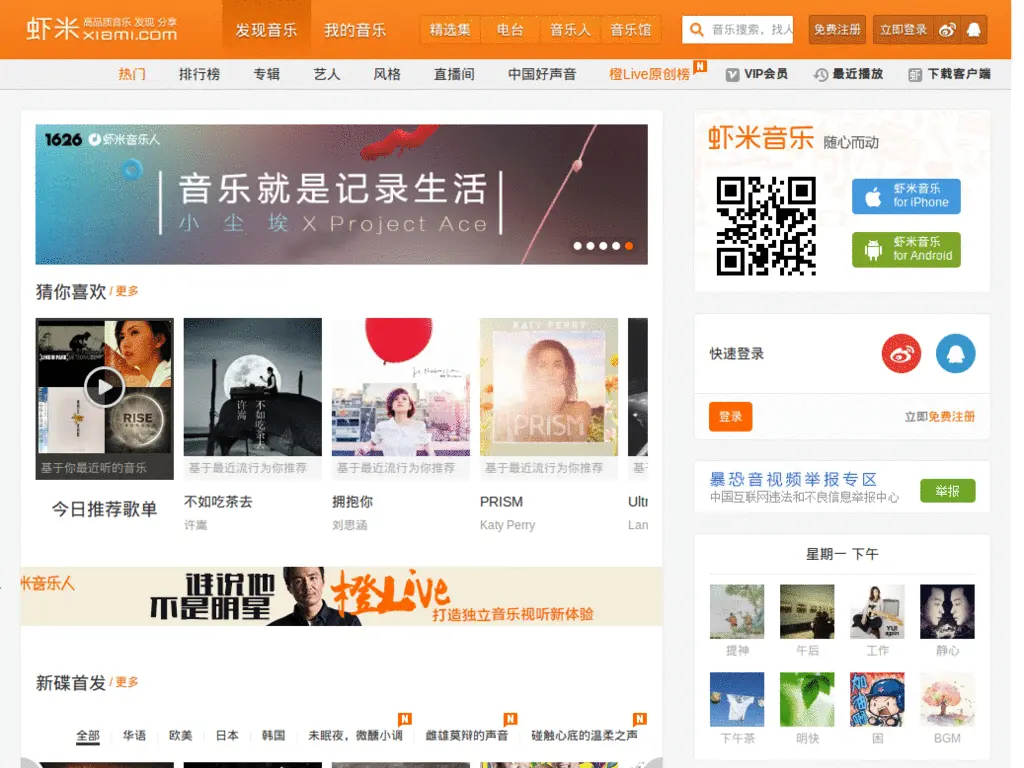 虾米 高品质音乐 发现 分享
xiami.com
发现音乐 我的音乐 精选集 电台 音乐人 音乐馆 音乐搜索，找人 免费注册 立即登录
热门 排行榜 专辑 艺人 风格 直播间 中国好声音 橙Live原创榜 N VIP会员 最近播放 下载客户端
1626 虾米音乐人
音乐就是记录生活
小尘埃 X Project Ace
虾米音乐 随心而动
虾米音乐
for iPhone
虾米音乐
for Android
猜你喜欢 / 更多
LINKIN PARK
RISE
许嵩 不如吃茶去
KATY PERRY
PRISM
基于你最近听的音乐
基于最近流行为你推荐
基于最近流行为你推荐
基于最近流行为你推荐
基于
今日推荐歌单
不如吃茶去
许嵩
拥抱你
刘思涵
PRISM
Katy Perry
Ultr
Lan
快速登录
登录 立即免费注册
暴恐音视频举报专区
中国互联网违法和不良信息举报中心
举报
米音乐人
谁说他
不是明星
橙Live
打造独立音乐视听新体验
星期一 下午
YUI
提神 午后 工作 静心
加油
下午茶 明快 困 BGM
新碟首发 / 更多
N N N
全部 华语 欧美 日本 韩国 未眠夜，微醺小调 雌雄莫辩的声音 碰触心底的温柔之声